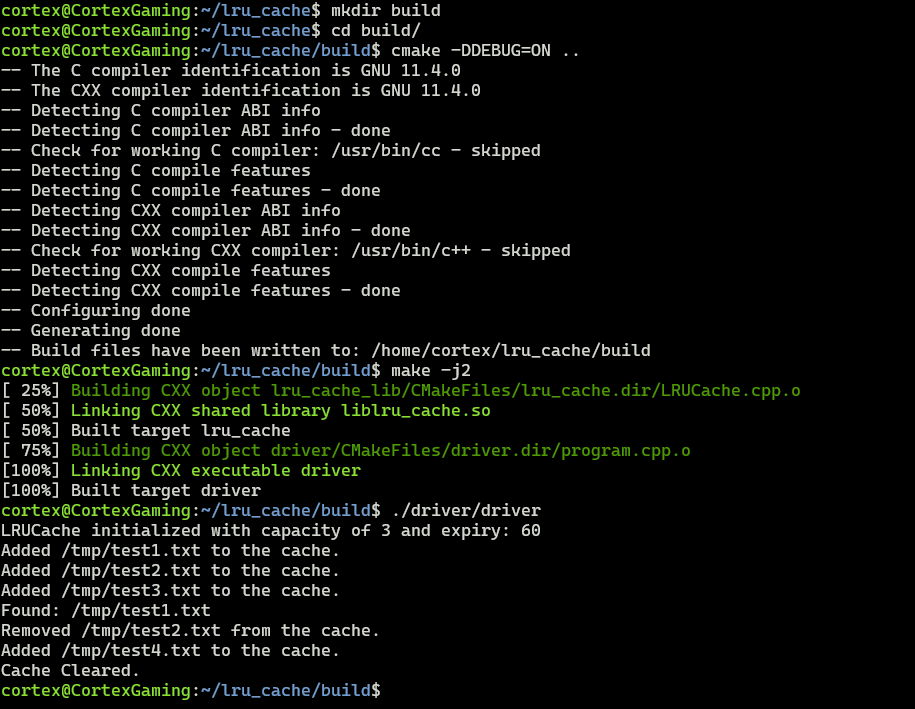 cortex@CortexGaming:~/lru_cache$ mkdir build
cortex@CortexGaming:~/lru_cache$ cd build/
cortex@CortexGaming:~/lru_cache/build$ cmake -DDEBUG=ON ..
-- The C compiler identification is GNU 11.4.0
-- The CXX compiler identification is GNU 11.4.0
-- Detecting C compiler ABI info
-- Detecting C compiler ABI info - done
-- Check for working C compiler: /usr/bin/cc - skipped
-- Detecting C compile features
-- Detecting C compile features - done
-- Detecting CXX compiler ABI info
-- Detecting CXX compiler ABI info - done
-- Check for working CXX compiler: /usr/bin/c++ - skipped
-- Detecting CXX compile features
-- Detecting CXX compile features - done
-- Configuring done
-- Generating done
-- Build files have been written to: /home/cortex/lru_cache/build
cortex@CortexGaming:~/lru_cache/build$ make -j2
[ 25%] Building CXX object lru_cache_lib/CMakeFiles/lru_cache.dir/LRUCache.cpp.o
[ 50%] Linking CXX shared library liblru_cache.so
[ 50%] Built target lru_cache
[ 75%] Building CXX object driver/CMakeFiles/driver.dir/program.cpp.o
[100%] Linking CXX executable driver
[100%] Built target driver
cortex@CortexGaming:~/lru_cache/build$ ./driver/driver
LRUCache initialized with capacity of 3 and expiry: 60
Added /tmp/test1.txt to the cache.
Added /tmp/test2.txt to the cache.
Added /tmp/test3.txt to the cache.
Found: /tmp/test1.txt
Removed /tmp/test2.txt from the cache.
Added /tmp/test4.txt to the cache.
Cache Cleared.
cortex@CortexGaming:~/lru_cache/build$